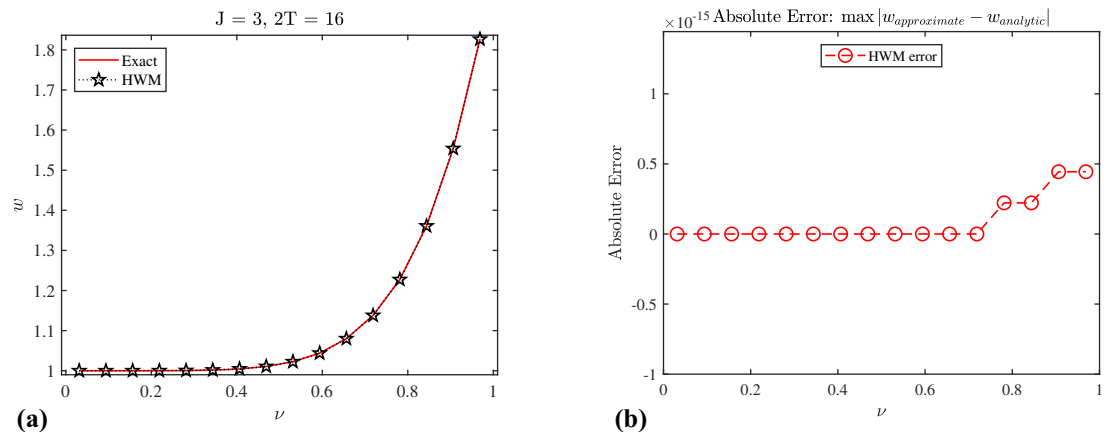 J = 3, 2T = 16
1.8
1.7
1.6
1.5
1.4
1.3
1.2
1.1
1
w
Exact
HWM
0
0.2
0.4
0.6
0.8
1
ν
(a)
×10⁻¹⁵ Absolute Error: max |w_approximate − w_analytic|
1
0.5
0
-0.5
-1
Absolute Error
HWM error
0
0.2
0.4
0.6
0.8
1
ν
(b)